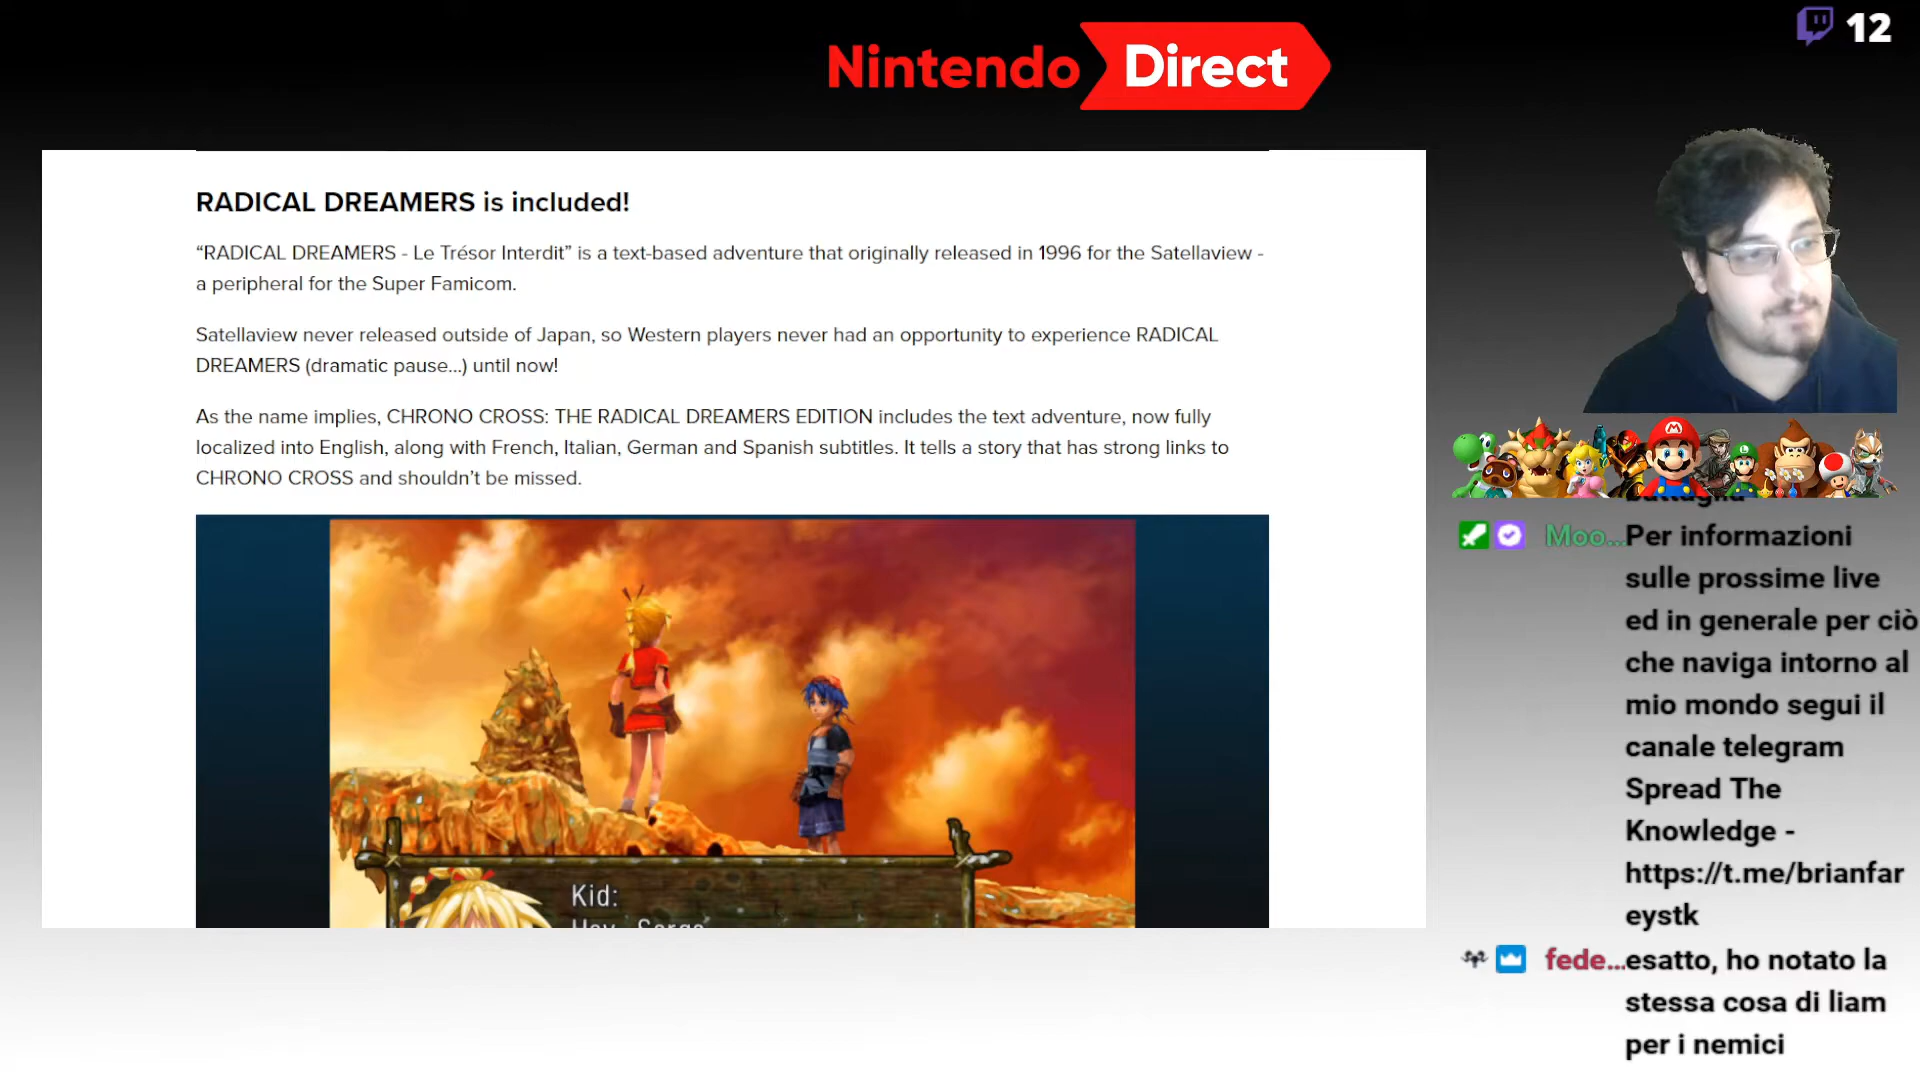 Nintendo Direct
12
RADICAL DREAMERS is included!
“RADICAL DREAMERS - Le Trésor Interdit” is a text-based adventure that originally released in 1996 for the Satellaview -
a peripheral for the Super Famicom.
Satellaview never released outside of Japan, so Western players never had an opportunity to experience RADICAL
DREAMERS (dramatic pause...) until now!
As the name implies, CHRONO CROSS: THE RADICAL DREAMERS EDITION includes the text adventure, now fully
localized into English, along with French, Italian, German and Spanish subtitles. It tells a story that has strong links to
CHRONO CROSS and shouldn’t be missed.
Kid:
Moo... Per informazioni
sulle prossime live
ed in generale per ciò
che naviga intorno al
mio mondo segui il
canale telegram
Spread The
Knowledge -
https://t.me/brianfar
eystk
fede... esatto, ho notato la
stessa cosa di liam
per i nemici